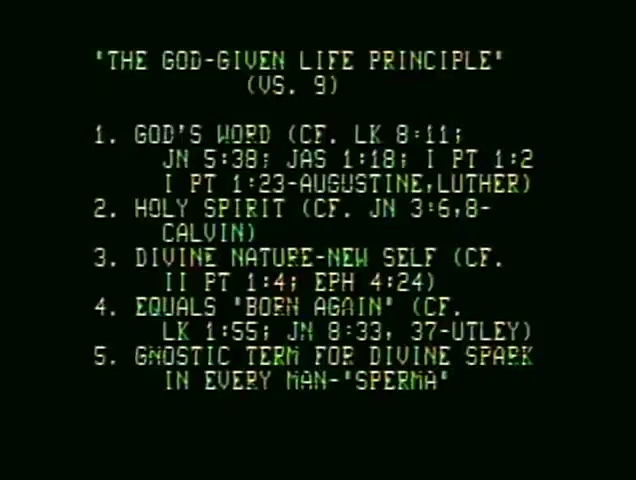 "THE GOD-GIVEN LIFE PRINCIPLE"
(VS. 9)
1. GOD'S WORD (CF. LK 8:11;
JN 5:38; JAS 1:18; I PT 1:2
I PT 1:23-AUGUSTINE,LUTHER)
2. HOLY SPIRIT (CF. JN 3:6,8-
CALVIN)
3. DIVINE NATURE-NEW SELF (CF.
II PT 1:4; EPH 4:24)
4. EQUALS "BORN AGAIN" (CF.
LK 1:55; JN 8:33, 37-UTLEY)
5. GNOSTIC TERM FOR DIVINE SPARK
IN EVERY MAN-"SPERMA"